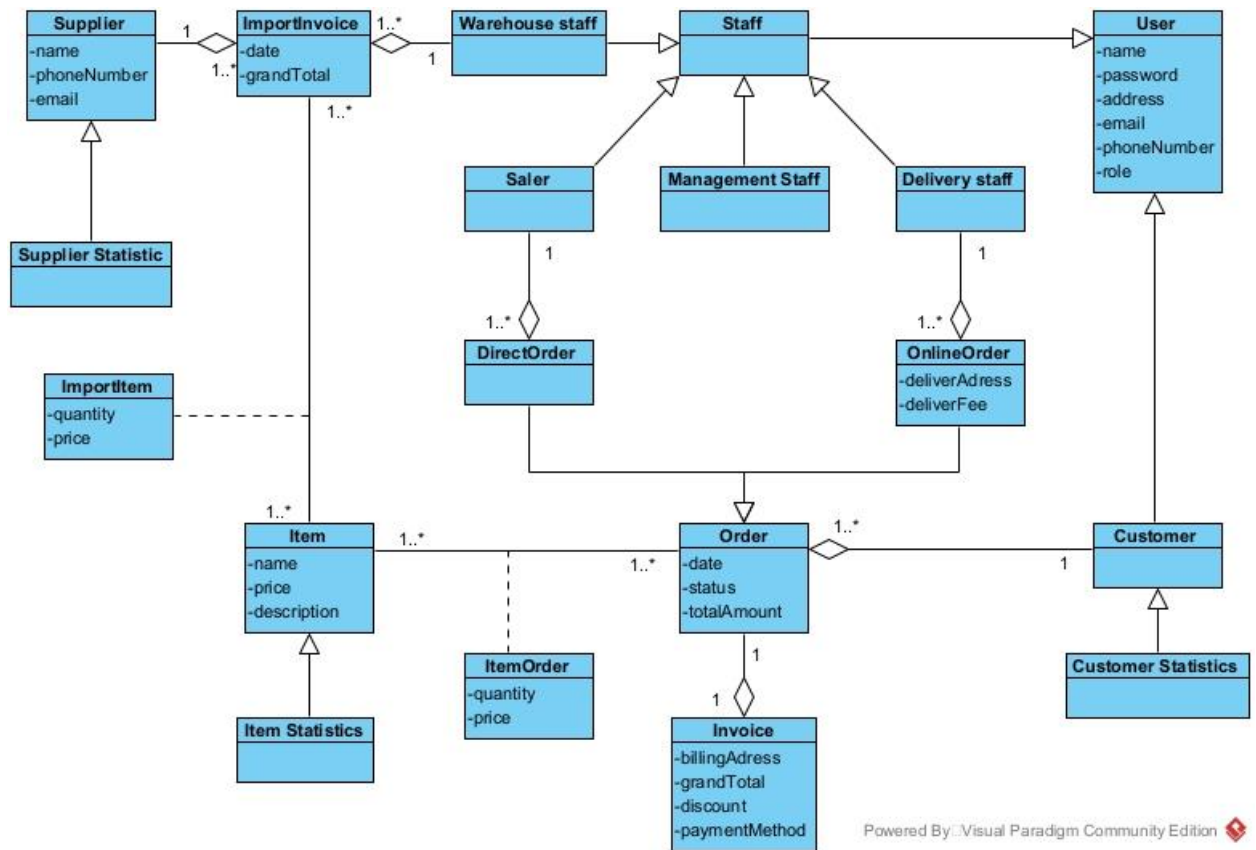 Supplier
-name
-phoneNumber
-email
1
1..*
ImportInvoice
-date
-grandTotal
1..*
1
1..*
Warehouse staff
Staff
User
-name
-password
-address
-email
-phoneNumber
-role
Supplier Statistic
Saler
1
Management Staff
Delivery staff
1
1..*
DirectOrder
1..*
OnlineOrder
-deliverAdress
-deliverFee
ImportItem
-quantity
-price
1..*
Item
-name
-price
-description
1..*
1..*
Order
-date
-status
-totalAmount
1..*
1
Customer
Item Statistics
ItemOrder
-quantity
-price
1
1
Invoice
-billingAdress
-grandTotal
-discount
-paymentMethod
Customer Statistics
Powered By Visual Paradigm Community Edition